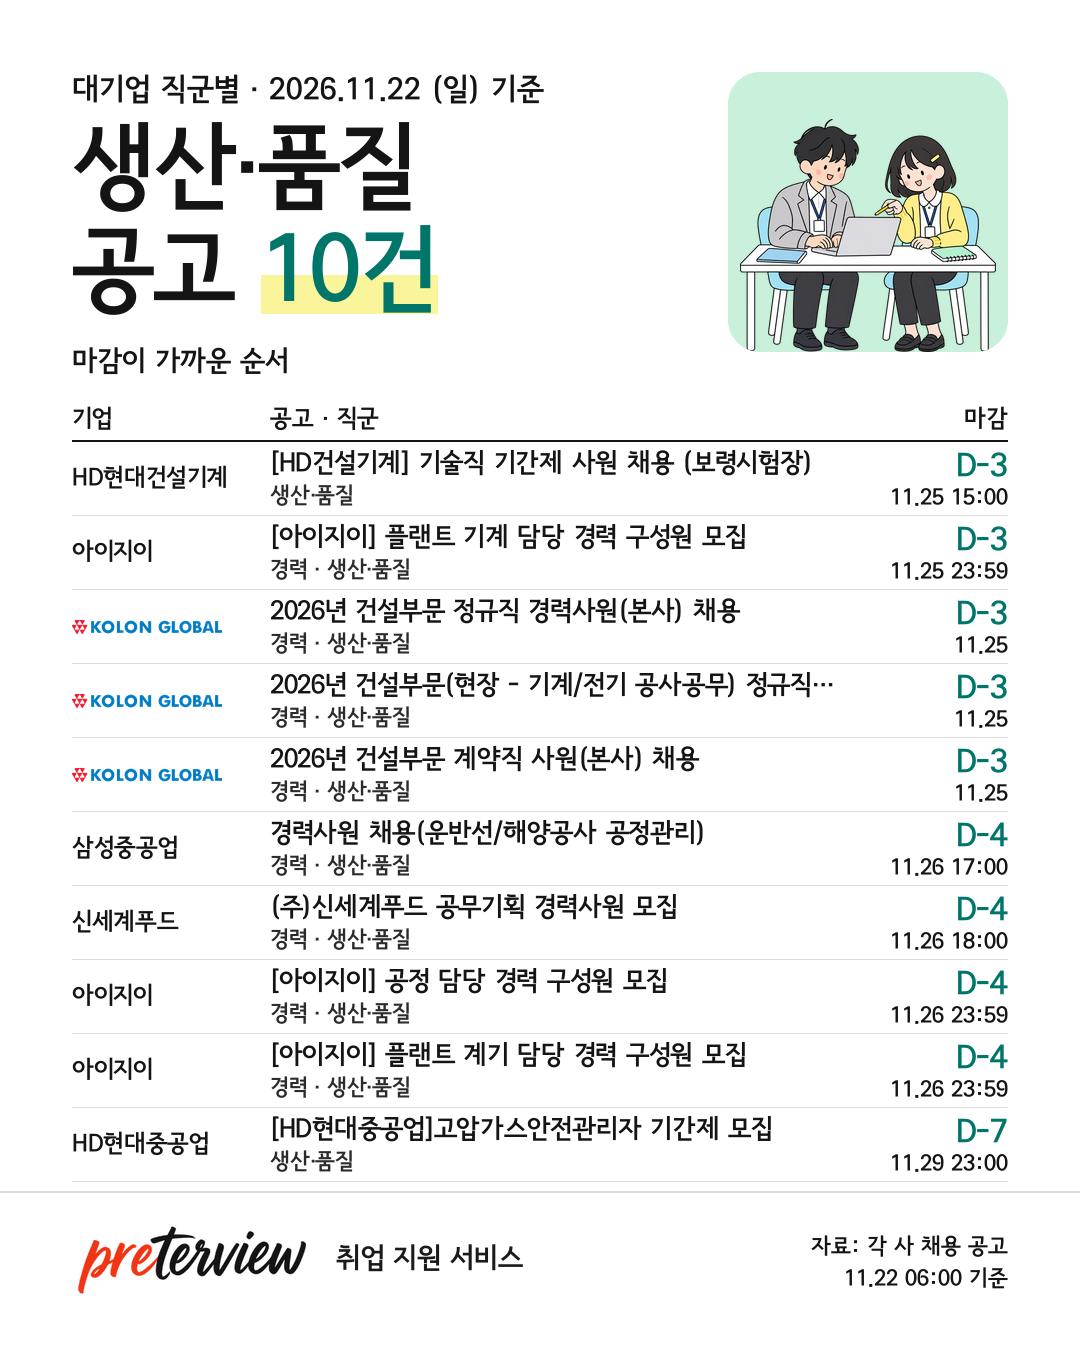 대기업 직군별 · 2026.11.22 (일) 기준
생산·품질
공고 10건
마감이 가까운 순서
기업 공고 · 직군 마감
HD현대건설기계 [HD건설기계] 기술직 기간제 사원 채용 (보령시험장) D-3
생산·품질 11.25 15:00
아이지이 [아이지이] 플랜트 기계 담당 경력 구성원 모집 D-3
경력 · 생산·품질 11.25 23:59
KOLON GLOBAL 2026년 건설부문 정규직 경력사원(본사) 채용 D-3
경력 · 생산·품질 11.25
KOLON GLOBAL 2026년 건설부문(현장 - 기계/전기 공사공무) 정규직… D-3
경력 · 생산·품질 11.25
KOLON GLOBAL 2026년 건설부문 계약직 사원(본사) 채용 D-3
경력 · 생산·품질 11.25
삼성중공업 경력사원 채용(운반선/해양공사 공정관리) D-4
경력 · 생산·품질 11.26 17:00
신세계푸드 (주)신세계푸드 공무기획 경력사원 모집 D-4
경력 · 생산·품질 11.26 18:00
아이지이 [아이지이] 공정 담당 경력 구성원 모집 D-4
경력 · 생산·품질 11.26 23:59
아이지이 [아이지이] 플랜트 계기 담당 경력 구성원 모집 D-4
경력 · 생산·품질 11.26 23:59
HD현대중공업 [HD현대중공업]고압가스안전관리자 기간제 모집 D-7
생산·품질 11.29 23:00
preterview 취업 지원 서비스
자료: 각 사 채용 공고
11.22 06:00 기준